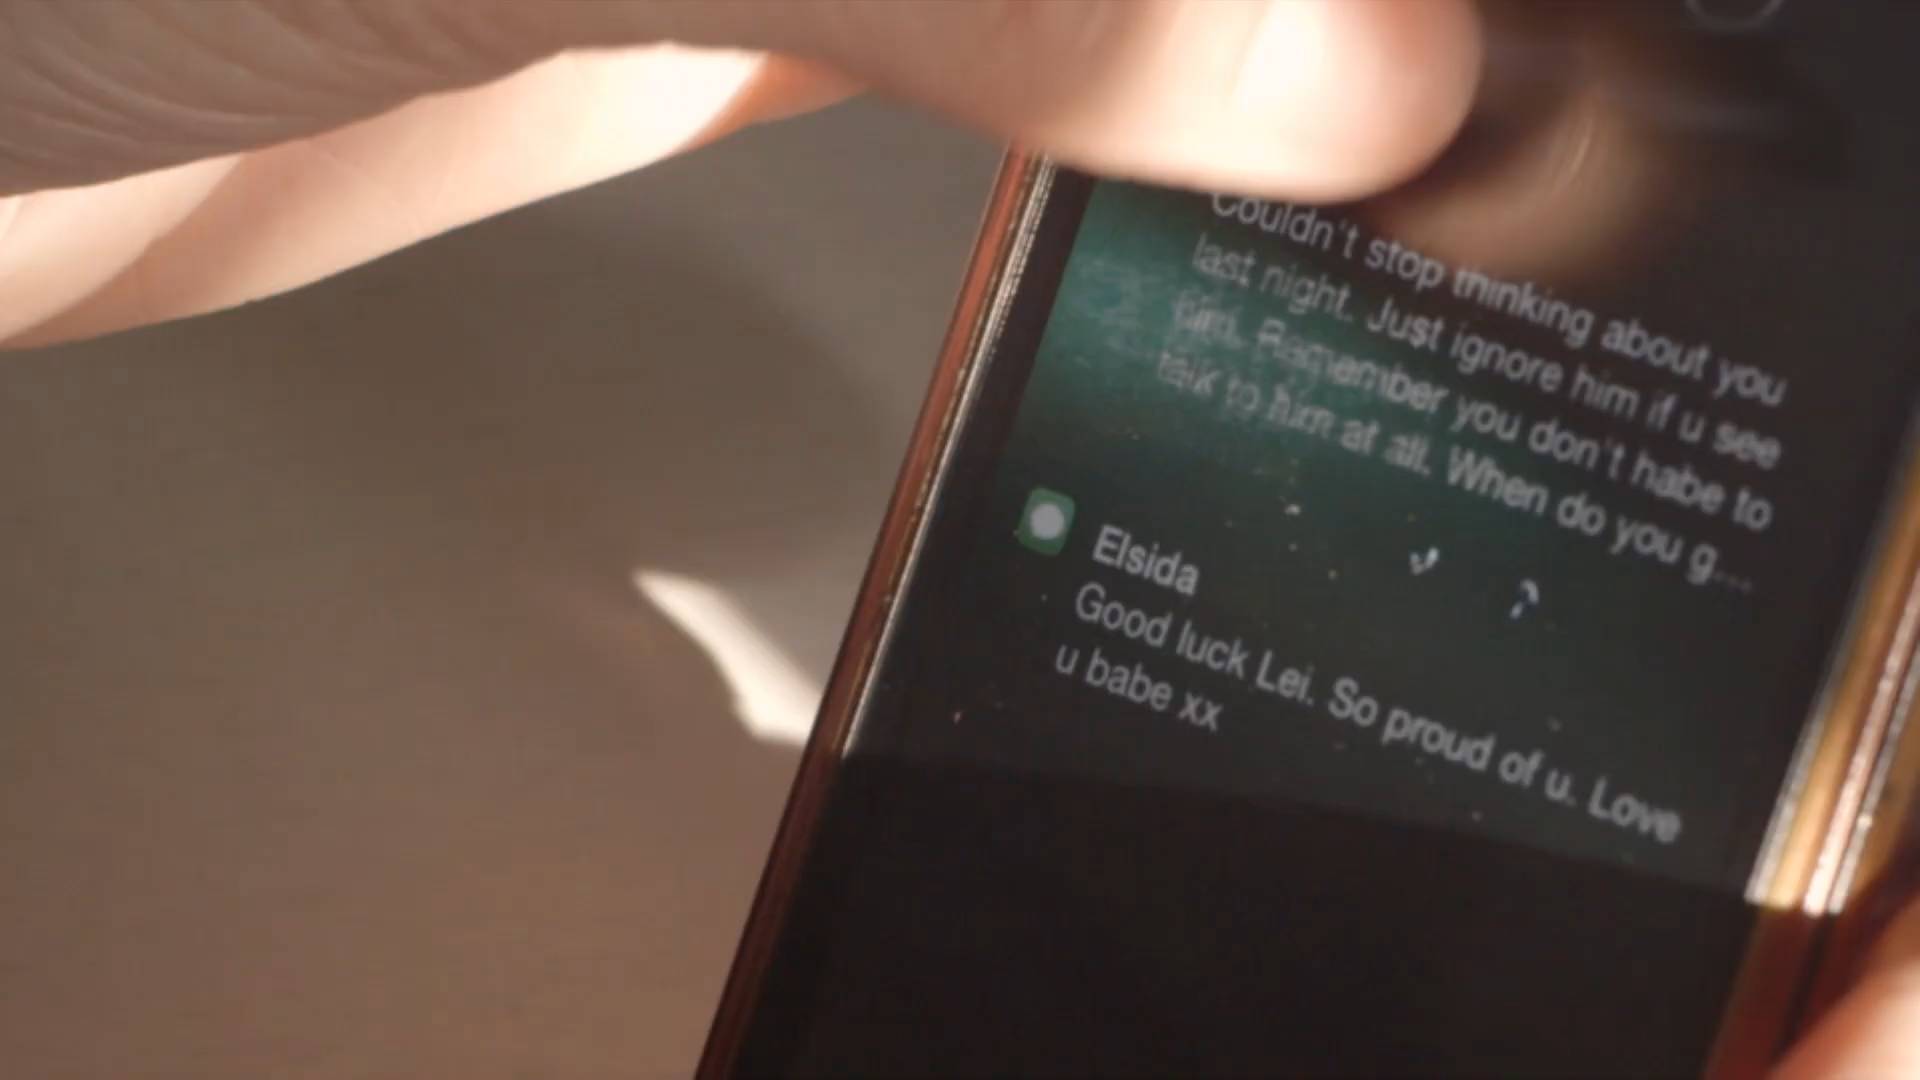 Couldn't stop thinking about you
last night. Just ignore him if u see
him. Remember you don't habe to
talk to him at all. When do you g...
Elsida
Good luck Lei. So proud of u. Love
u babe xx